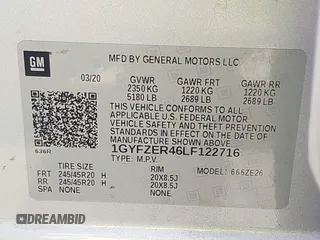 GM
MFD BY GENERAL MOTORS LLC
03/20
GVWR GAWR FRT GAWR RR
2350 KG 1220 KG 1220 KG
5180 LB 2689 LB 2689 LB
THIS VEHICLE CONFORMS TO ALL
APPLICABLE U.S. FEDERAL MOTOR
VEHICLE SAFETY, BUMPER, AND THEFT
PREVENTION STANDARDS IN EFFECT ON
THE DATE OF MANUFACTURE SHOWN ABOVE.
1GYFZER46LF122716
636R
TYPE: M.P.V.
TIRE SIZE RIM MODEL: 6ZE26
FRT 245/45R20 H 20X8.5J
RR 245/45R20 H 20X8.5J
SPA NONE NONE
DREAMBID